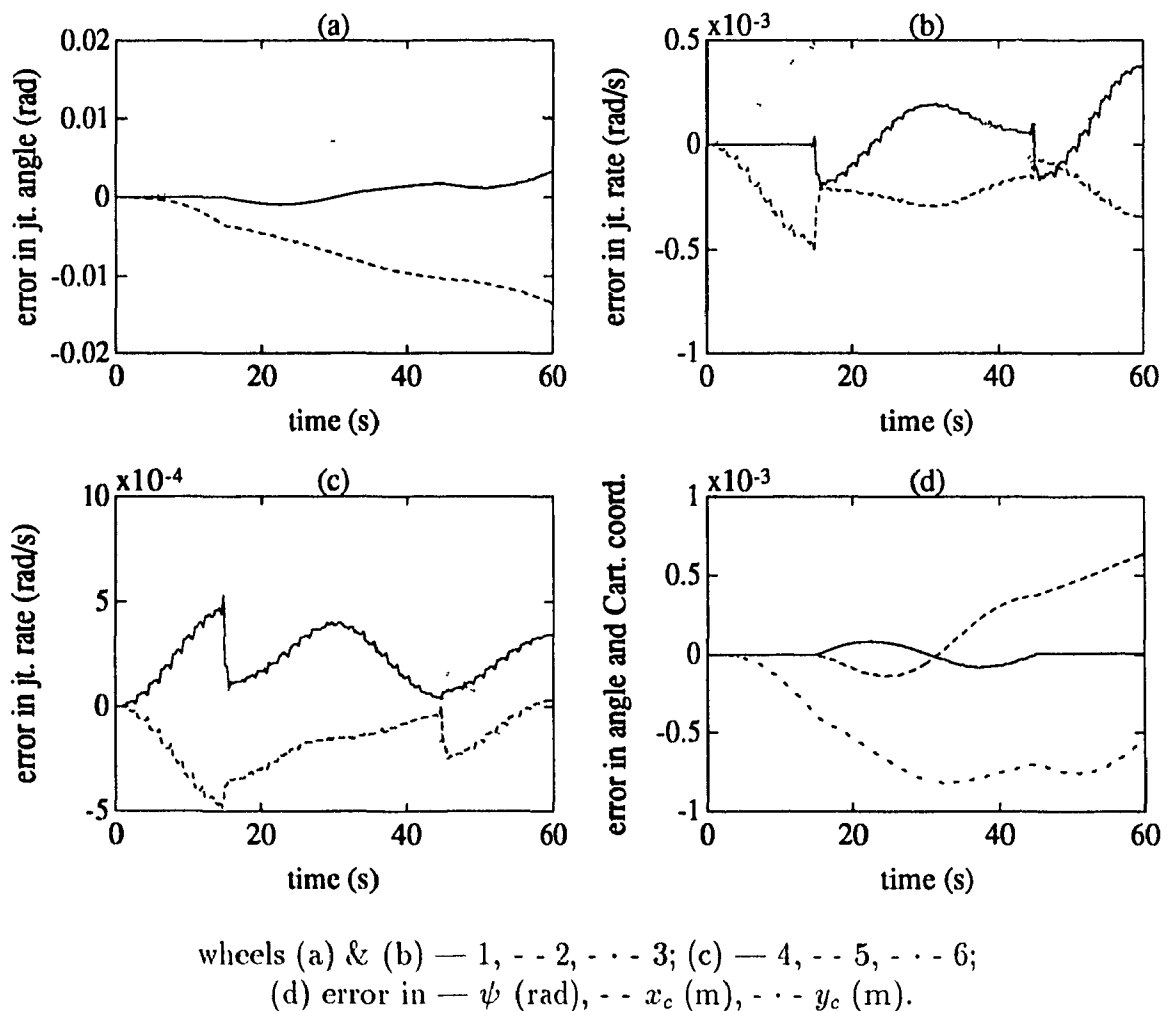 (a)
0.02
0.01
0
-0.01
-0.02
error in jt. angle (rad)
0 20 40 60
time (s)
x10-3 (b)
0.5
0
-0.5
-1
error in jt. rate (rad/s)
0 20 40 60
time (s)
x10-4 (c)
10
5
0
-5
error in jt. rate (rad/s)
0 20 40 60
time (s)
x10-3 (d)
1
0.5
0
-0.5
-1
error in angle and Cart. coord.
0 20 40 60
time (s)
wheels (a) & (b) — 1, - - 2, - · - 3; (c) — 4, - - 5, - · - 6;
(d) error in — ψ (rad), - - x_c (m), - · - y_c (m).